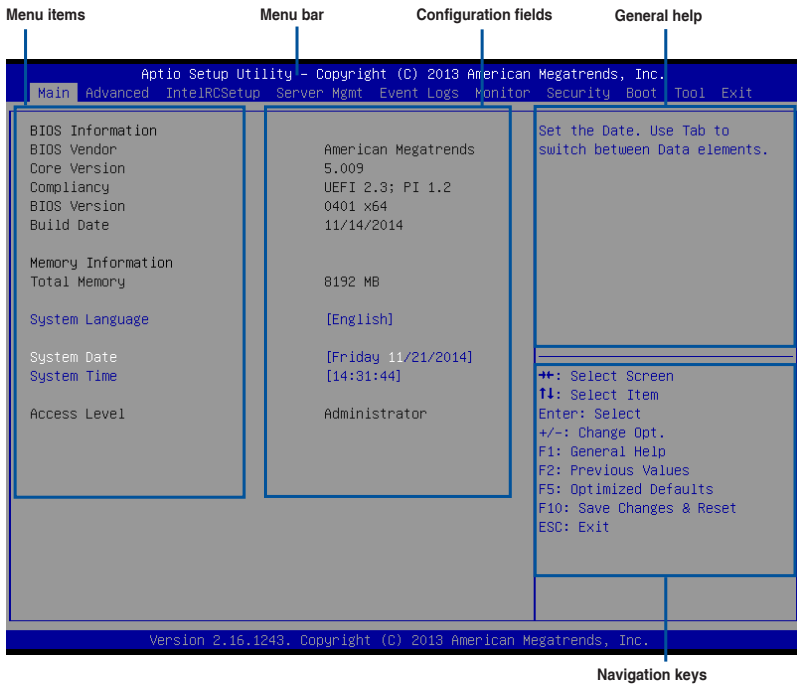 Menu items Menu bar Configuration fields General help
Aptio Setup Utility – Copyright (C) 2013 American Megatrends, Inc.
Main Advanced IntelRCSetup Server Mgmt Event Logs Monitor Security Boot Tool Exit
BIOS Information
BIOS Vendor American Megatrends
Core Version 5.009
Compliancy UEFI 2.3; PI 1.2
BIOS Version 0401 x64
Build Date 11/14/2014
Memory Information
Total Memory 8192 MB
System Language [English]
System Date [Friday 11/21/2014]
System Time [14:31:44]
Access Level Administrator
Set the Date. Use Tab to
switch between Data elements.
→←: Select Screen
↑↓: Select Item
Enter: Select
+/-: Change Opt.
F1: General Help
F2: Previous Values
F5: Optimized Defaults
F10: Save Changes & Reset
ESC: Exit
Version 2.16.1243. Copyright (C) 2013 American Megatrends, Inc.
Navigation keys